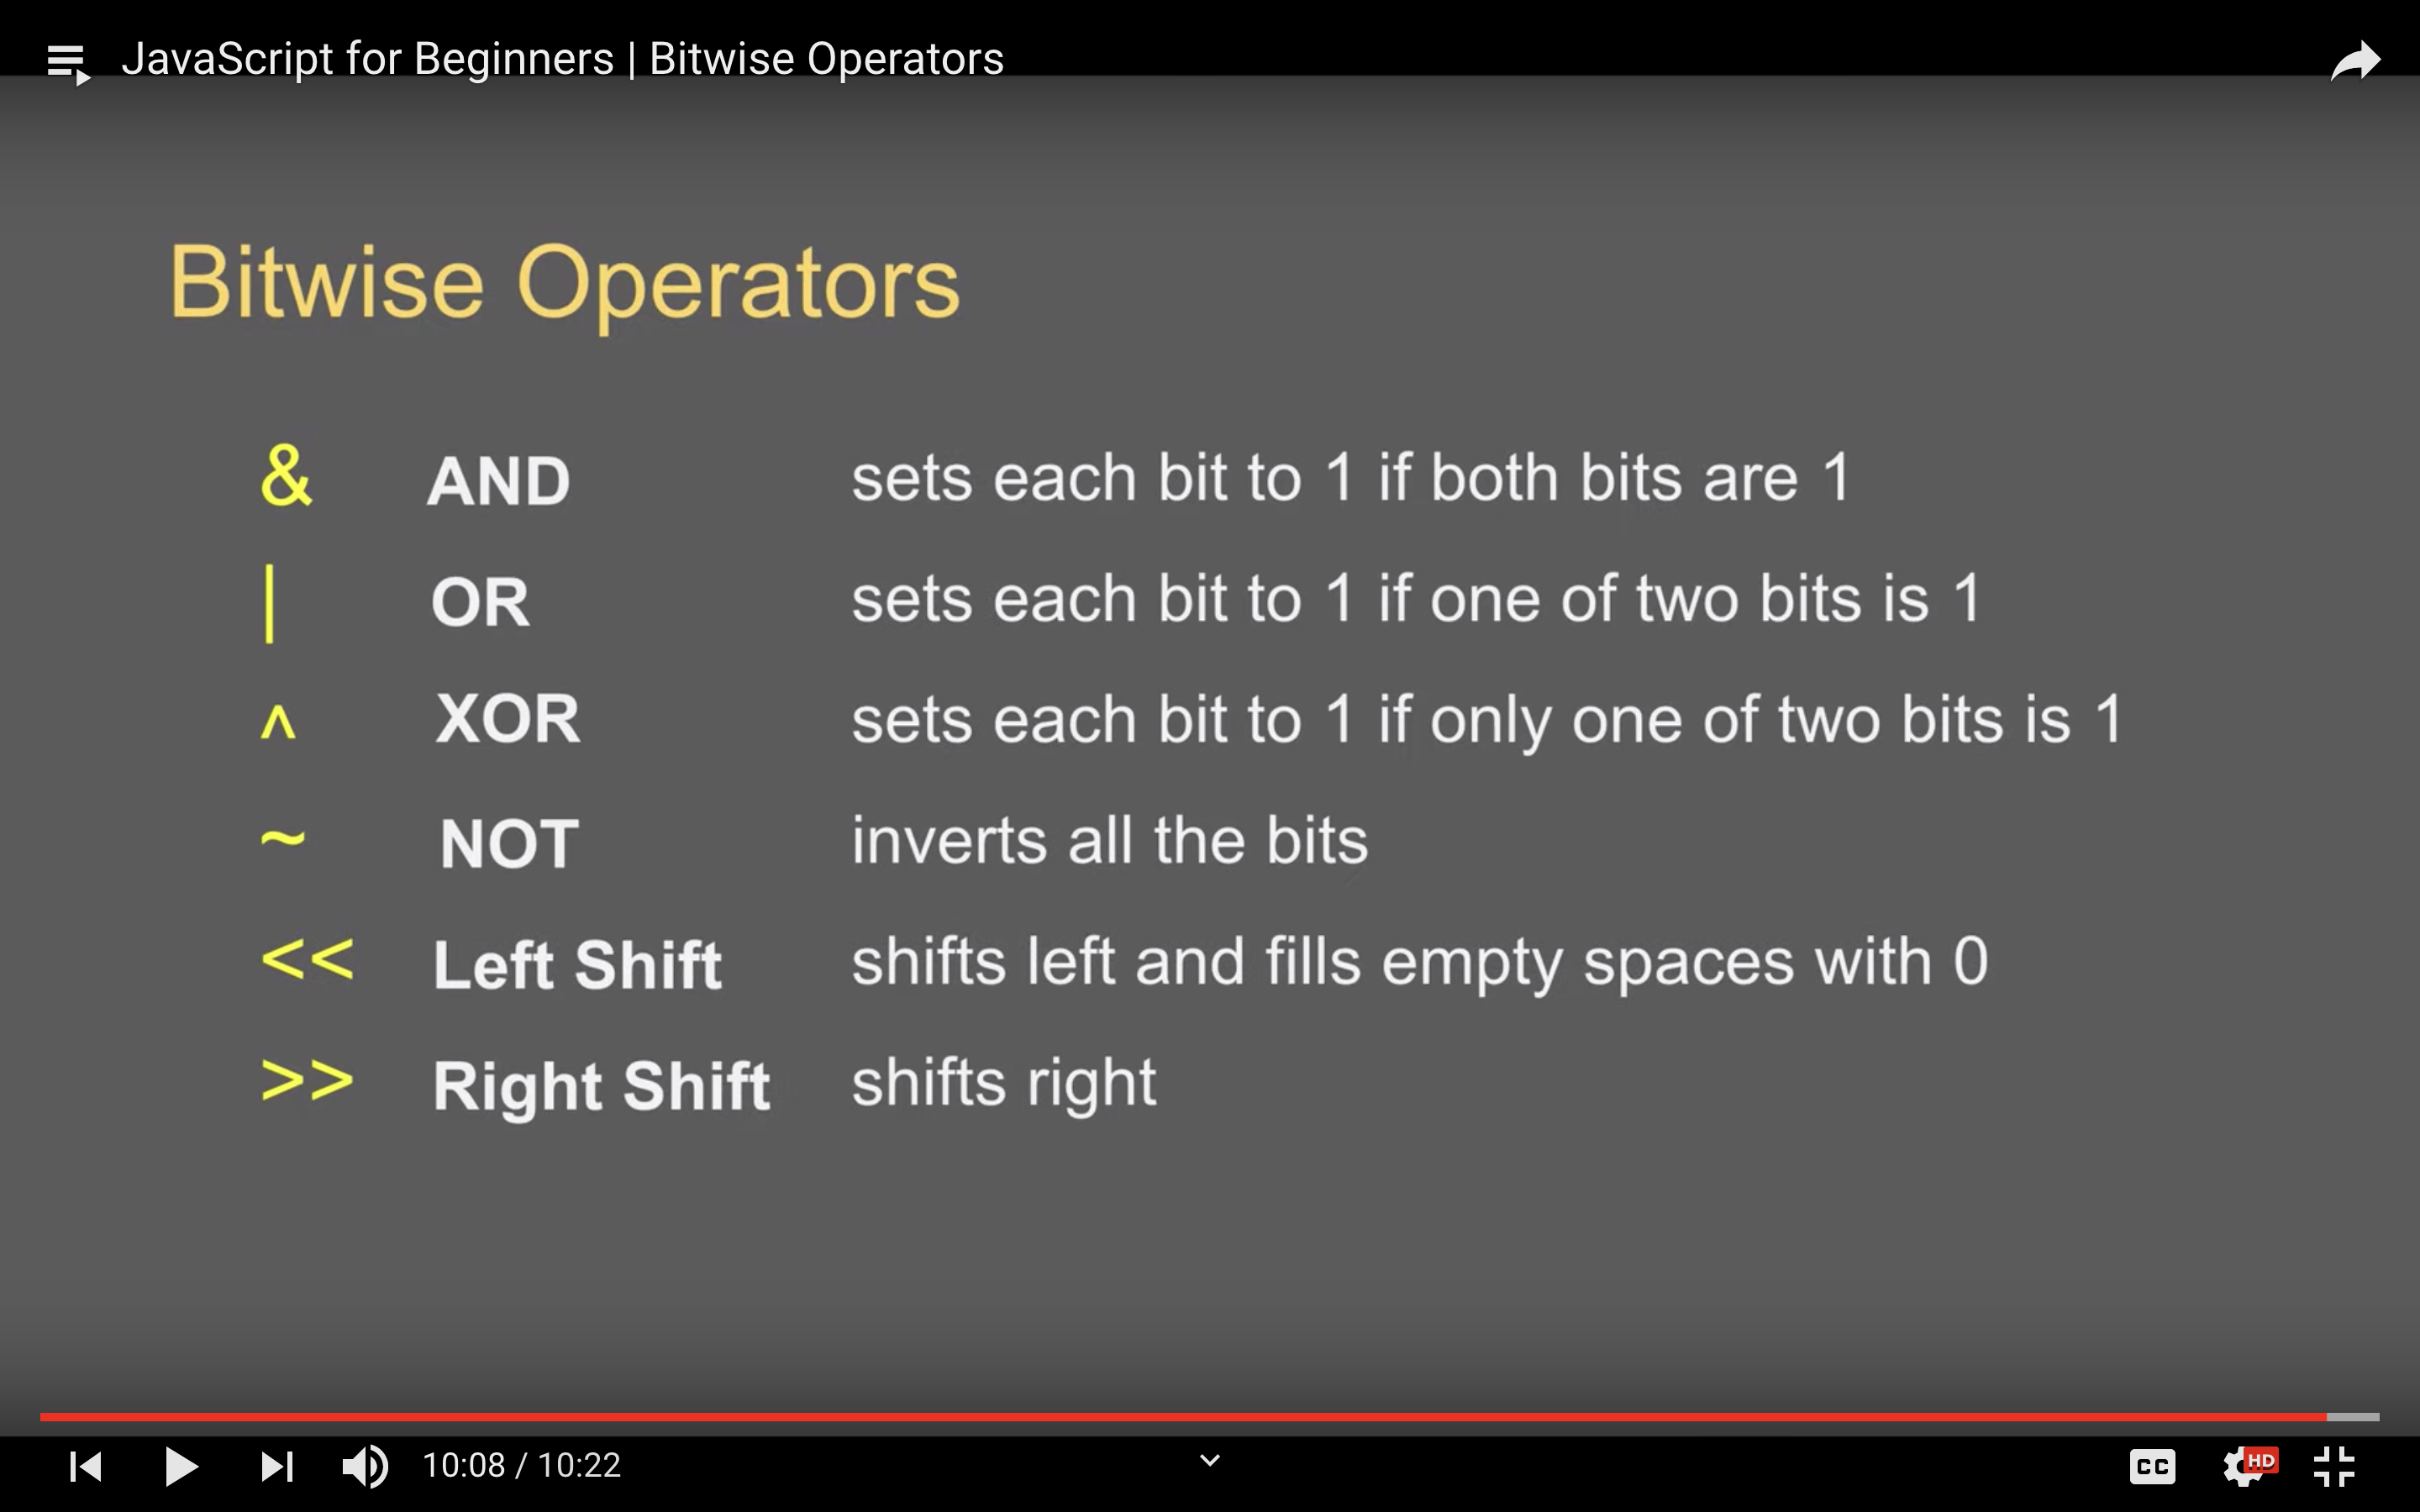 JavaScript for Beginners | Bitwise Operators
Bitwise Operators
& AND sets each bit to 1 if both bits are 1
| OR sets each bit to 1 if one of two bits is 1
^ XOR sets each bit to 1 if only one of two bits is 1
~ NOT inverts all the bits
<< Left Shift shifts left and fills empty spaces with 0
>> Right Shift shifts right
10:08 / 10:22
CC
HD